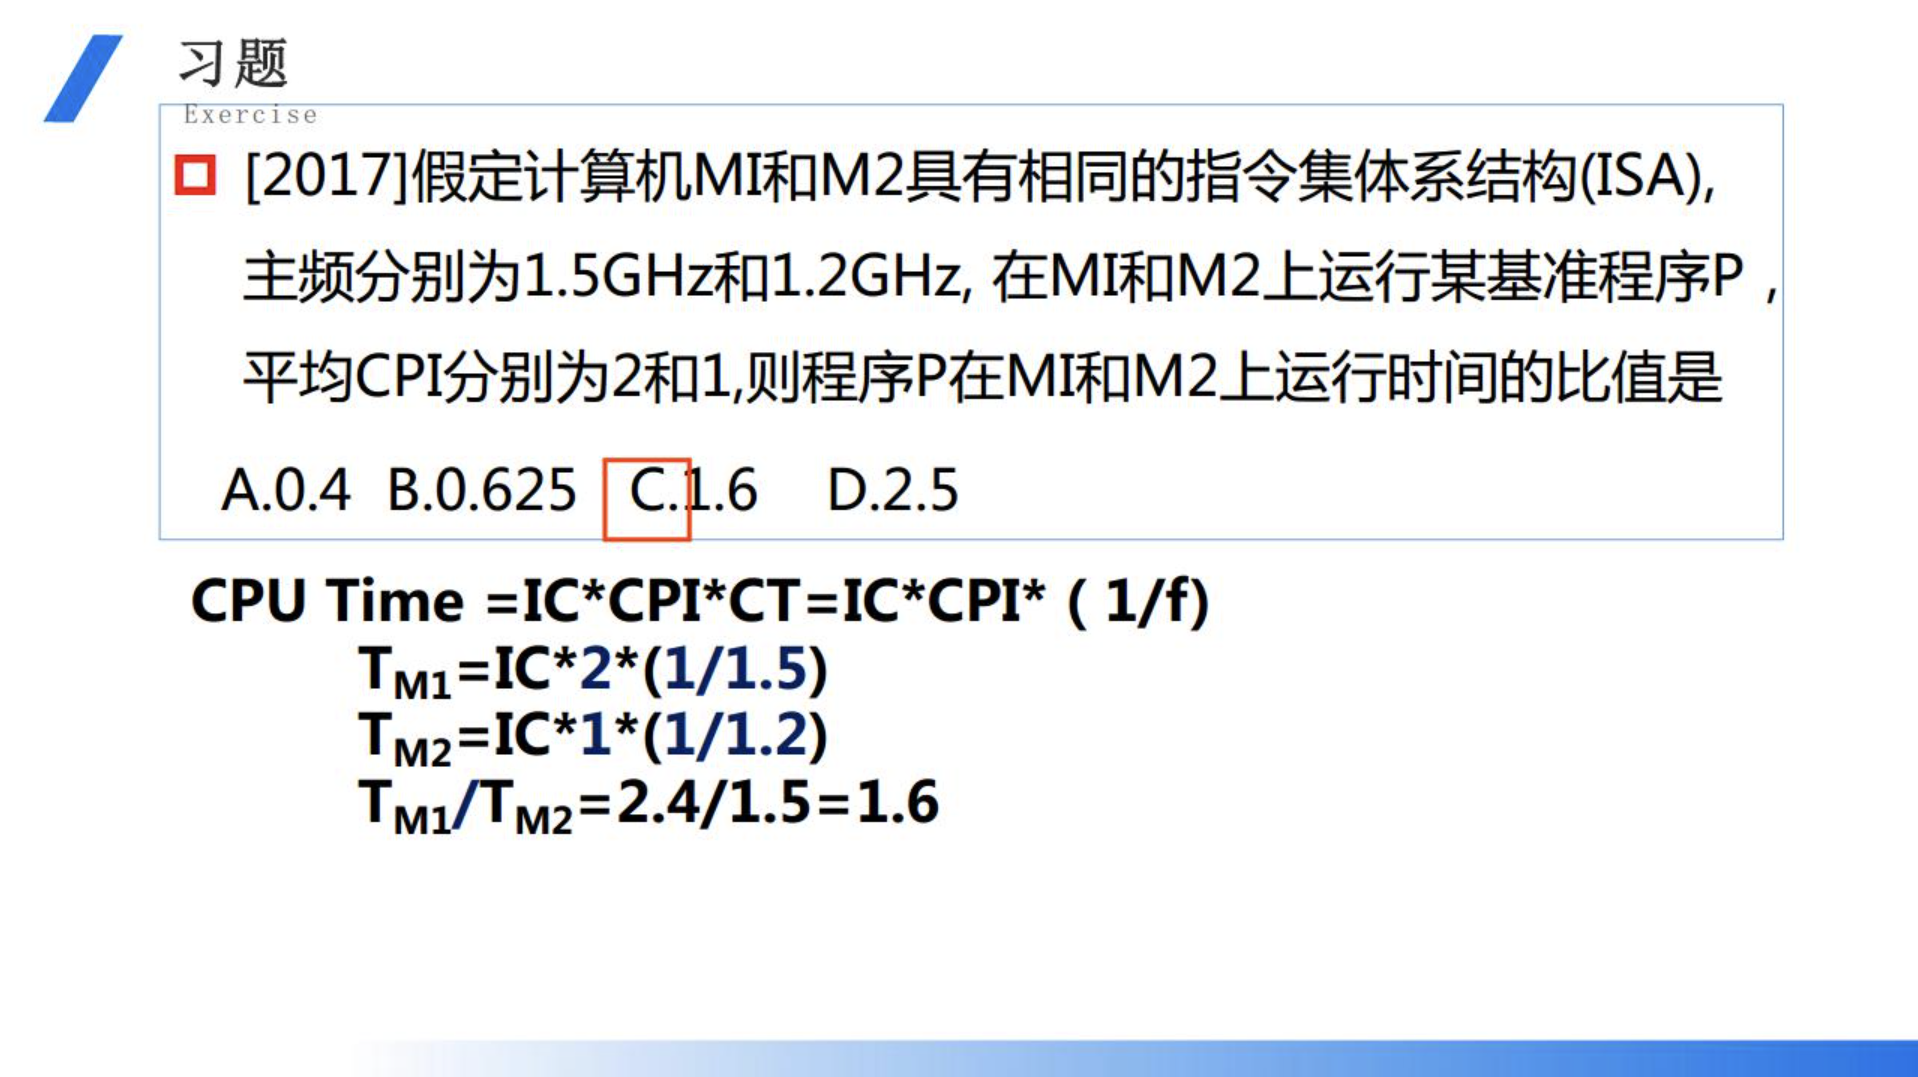 习题
Exercise
[2017]假定计算机MI和M2具有相同的指令集体系结构(ISA),
主频分别为1.5GHz和1.2GHz, 在MI和M2上运行某基准程序P，
平均CPI分别为2和1,则程序P在MI和M2上运行时间的比值是
A.0.4 B.0.625 C.1.6 D.2.5
CPU Time =IC*CPI*CT=IC*CPI*（1/f)
TM1=IC*2*(1/1.5)
TM2=IC*1*(1/1.2)
TM1/TM2=2.4/1.5=1.6